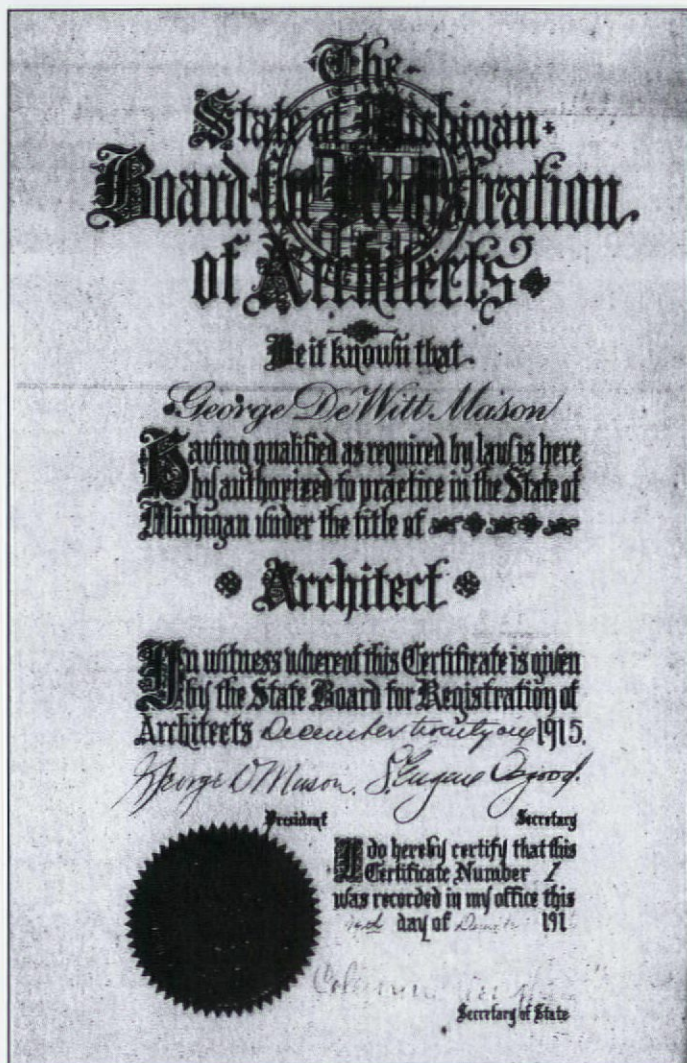 The
State of Michigan
Board for Registration
of Architects
Be it known that
George DeWitt Mason
Having qualified as required by law is here
by authorized to practice in the State of
Michigan under the title of
Architect
In witness whereof this Certificate is given
by the State Board for Registration of
Architects December twenty one 1915.
George D Mason. S. Eugene Osgood.
President Secretary
I do hereby certify that this
Certificate Number 1
was recorded in my office this
day of 191
Secretary of State